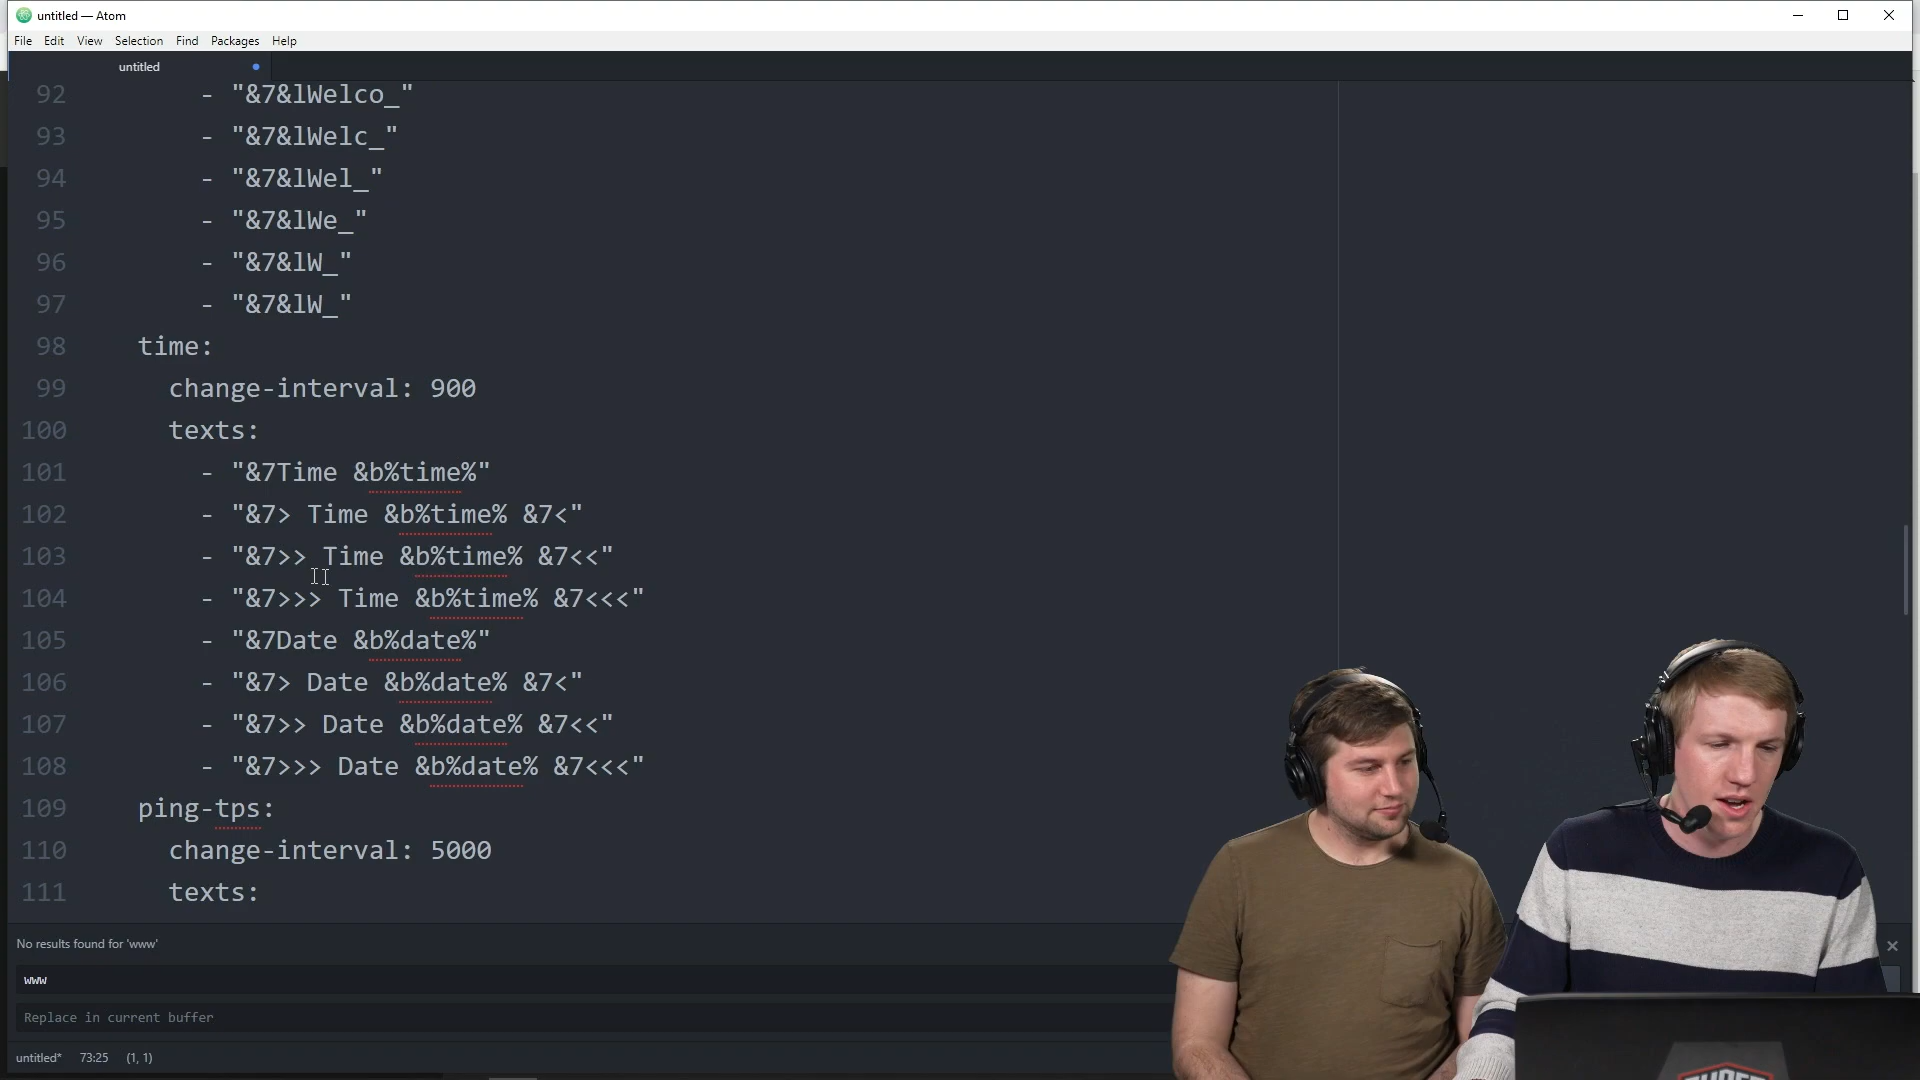 untitled — Atom
File Edit View Selection Find Packages Help
untitled
92 - "&7&lWelco_"
93 - "&7&lWelc_"
94 - "&7&lWel_"
95 - "&7&lWe_"
96 - "&7&lW_"
97 - "&7&lW_"
98 time:
99 change-interval: 900
100 texts:
101 - "&7Time &b%time%"
102 - "&7> Time &b%time% &7<"
103 - "&7>> Time &b%time% &7<<"
104 - "&7>>> Time &b%time% &7<<<"
105 - "&7Date &b%date%"
106 - "&7> Date &b%date% &7<"
107 - "&7>> Date &b%date% &7<<"
108 - "&7>>> Date &b%date% &7<<<"
109 ping-tps:
110 change-interval: 5000
111 texts:
No results found for 'www'
www
Replace in current buffer
untitled* 73:25 (1, 1)